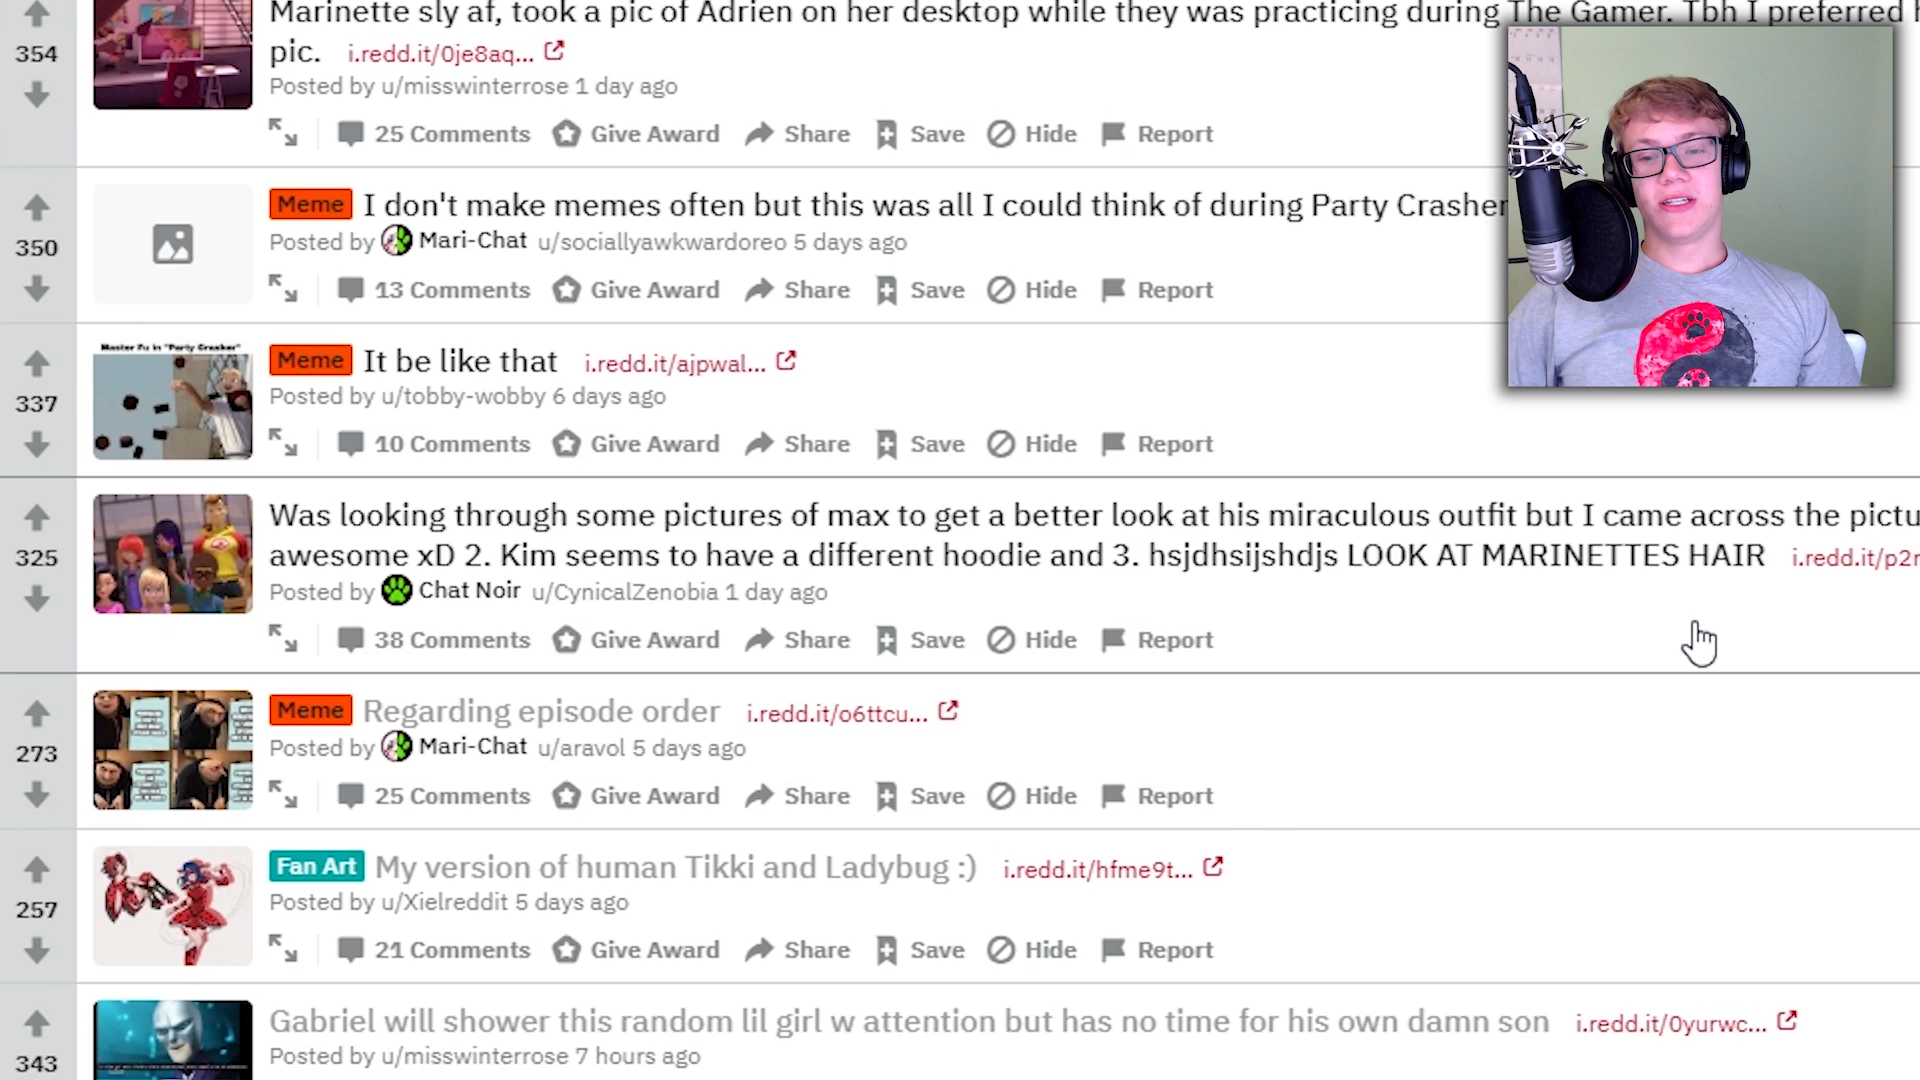 Marinette sly af, took a pic of Adrien on her desktop while they was practicing during The Gamer. Tbh I preferred
pic. i.redd.it/0je8aq...
354
Posted by u/misswinterrose 1 day ago
25 Comments Give Award Share Save Hide Report
Meme I don't make memes often but this was all I could think of during Party Crasher
350
Posted by Mari-Chat u/sociallyawkwardoreo 5 days ago
13 Comments Give Award Share Save Hide Report
Master Fu in "Party Crasher"
Meme It be like that i.redd.it/ajpwal...
337
Posted by u/tobby-wobby 6 days ago
10 Comments Give Award Share Save Hide Report
Was looking through some pictures of max to get a better look at his miraculous outfit but I came across the pictu
awesome xD 2. Kim seems to have a different hoodie and 3. hsjdhsijshdjs LOOK AT MARINETTES HAIR i.redd.it/p2r
325
Posted by Chat Noir u/CynicalZenobia 1 day ago
38 Comments Give Award Share Save Hide Report
Meme Regarding episode order i.redd.it/o6ttcu...
273
Posted by Mari-Chat u/aravol 5 days ago
25 Comments Give Award Share Save Hide Report
Fan Art My version of human Tikki and Ladybug :) i.redd.it/hfme9t...
257
Posted by u/Xielreddit 5 days ago
21 Comments Give Award Share Save Hide Report
Gabriel will shower this random lil girl w attention but has no time for his own damn son i.redd.it/0yurwc...
343
Posted by u/misswinterrose 7 hours ago